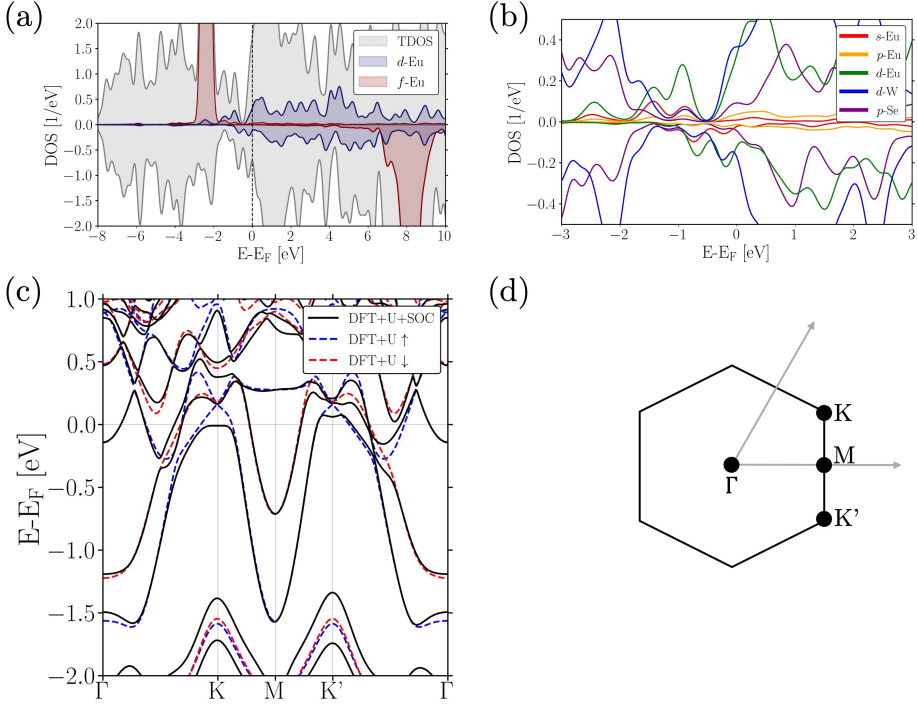 (a)
2.0
1.5
1.0
0.5
0.0
−0.5
−1.0
−1.5
−2.0
DOS [1/eV]
−8 −6 −4 −2 0 2 4 6 8 10
E-E_F [eV]
TDOS
d-Eu
f-Eu
(b)
0.4
0.2
0.0
−0.2
−0.4
DOS [1/eV]
−3 −2 −1 0 1 2 3
E-E_F [eV]
s-Eu
p-Eu
d-Eu
d-W
p-Se
(c)
1.0
0.5
0.0
−0.5
−1.0
−1.5
−2.0
E-E_F [eV]
Γ K M K' Γ
DFT+U+SOC
DFT+U ↑
DFT+U ↓
(d)
K
M
Γ
K'